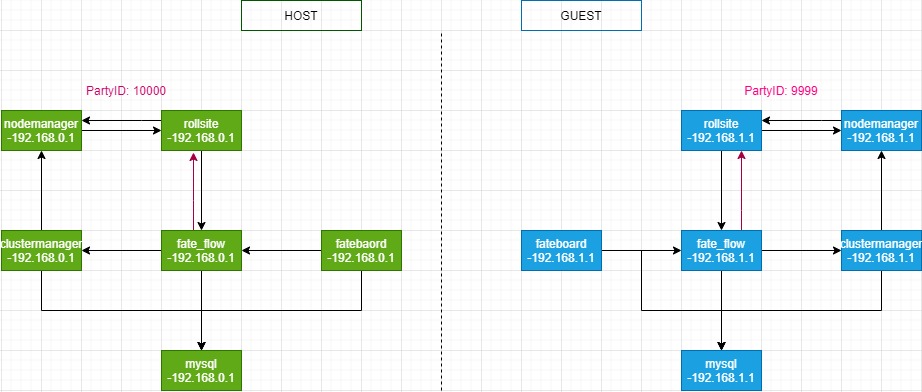 HOST
GUEST
PartyID: 10000
PartyID: 9999
nodemanager
-192.168.0.1
rollsite
-192.168.0.1
rollsite
-192.168.1.1
nodemanager
-192.168.1.1
clustermanager
-192.168.0.1
fate_flow
-192.168.0.1
fatebaord
-192.168.0.1
fateboard
-192.168.1.1
fate_flow
-192.168.1.1
clustermanager
-192.168.1.1
mysql
-192.168.0.1
mysql
-192.168.1.1